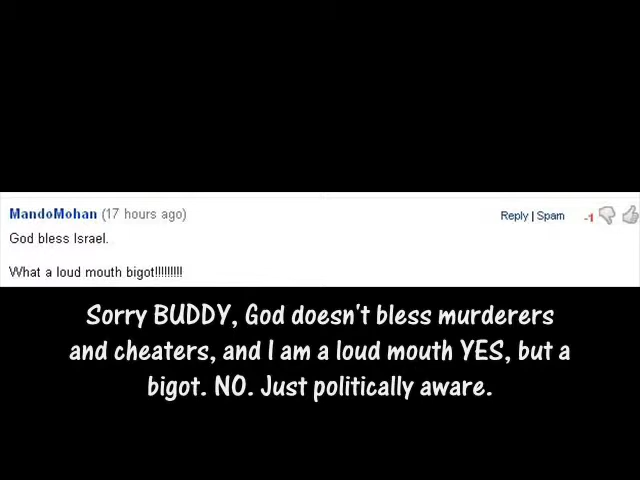 MandoMohan (17 hours ago)
Reply | Spam
-1
God bless Israel.
What a loud mouth bigot!!!!!!!!!
Sorry BUDDY, God doesn't bless murderers
and cheaters, and I am a loud mouth YES, but a
bigot. NO. Just politically aware.